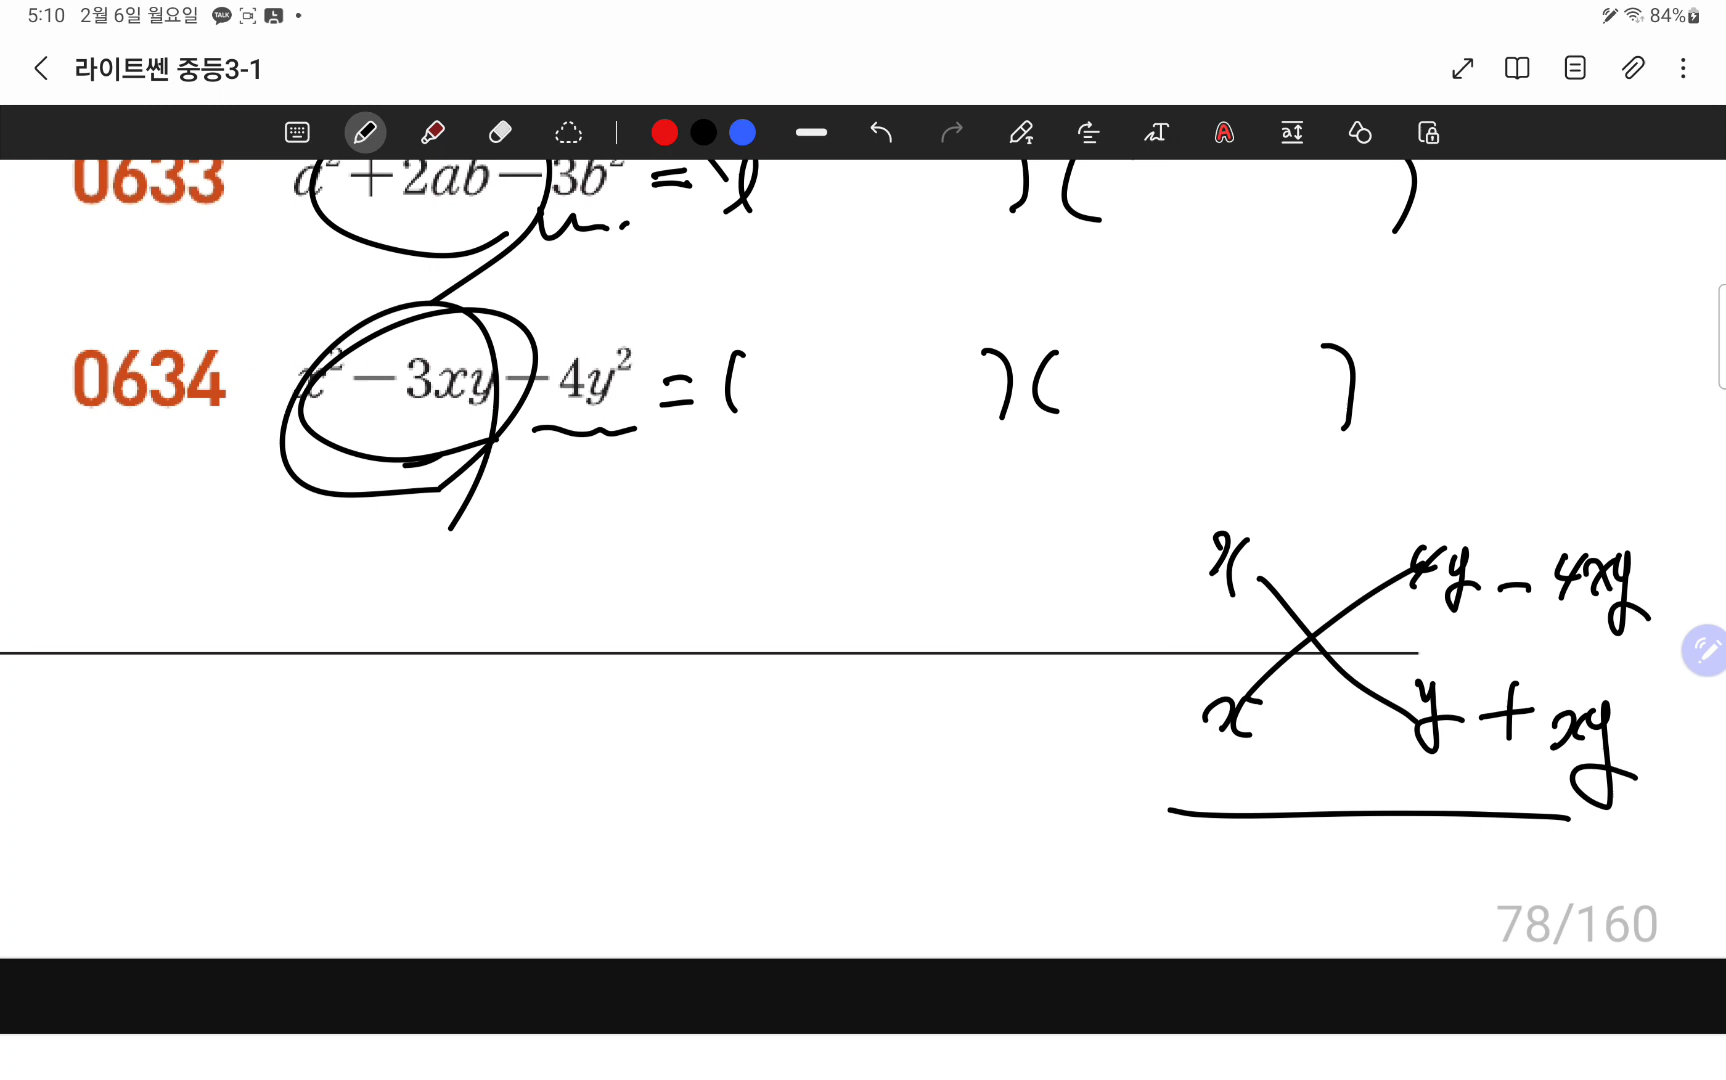 5:10 2월 6일 월요일 TALK 84%
라이트쎈 중등3-1
0633 a²+2ab-3b² = ( )( )
0634 x²-3xy-4y² = ( )( )
x 4y - 4xy
x y + xy
78/160